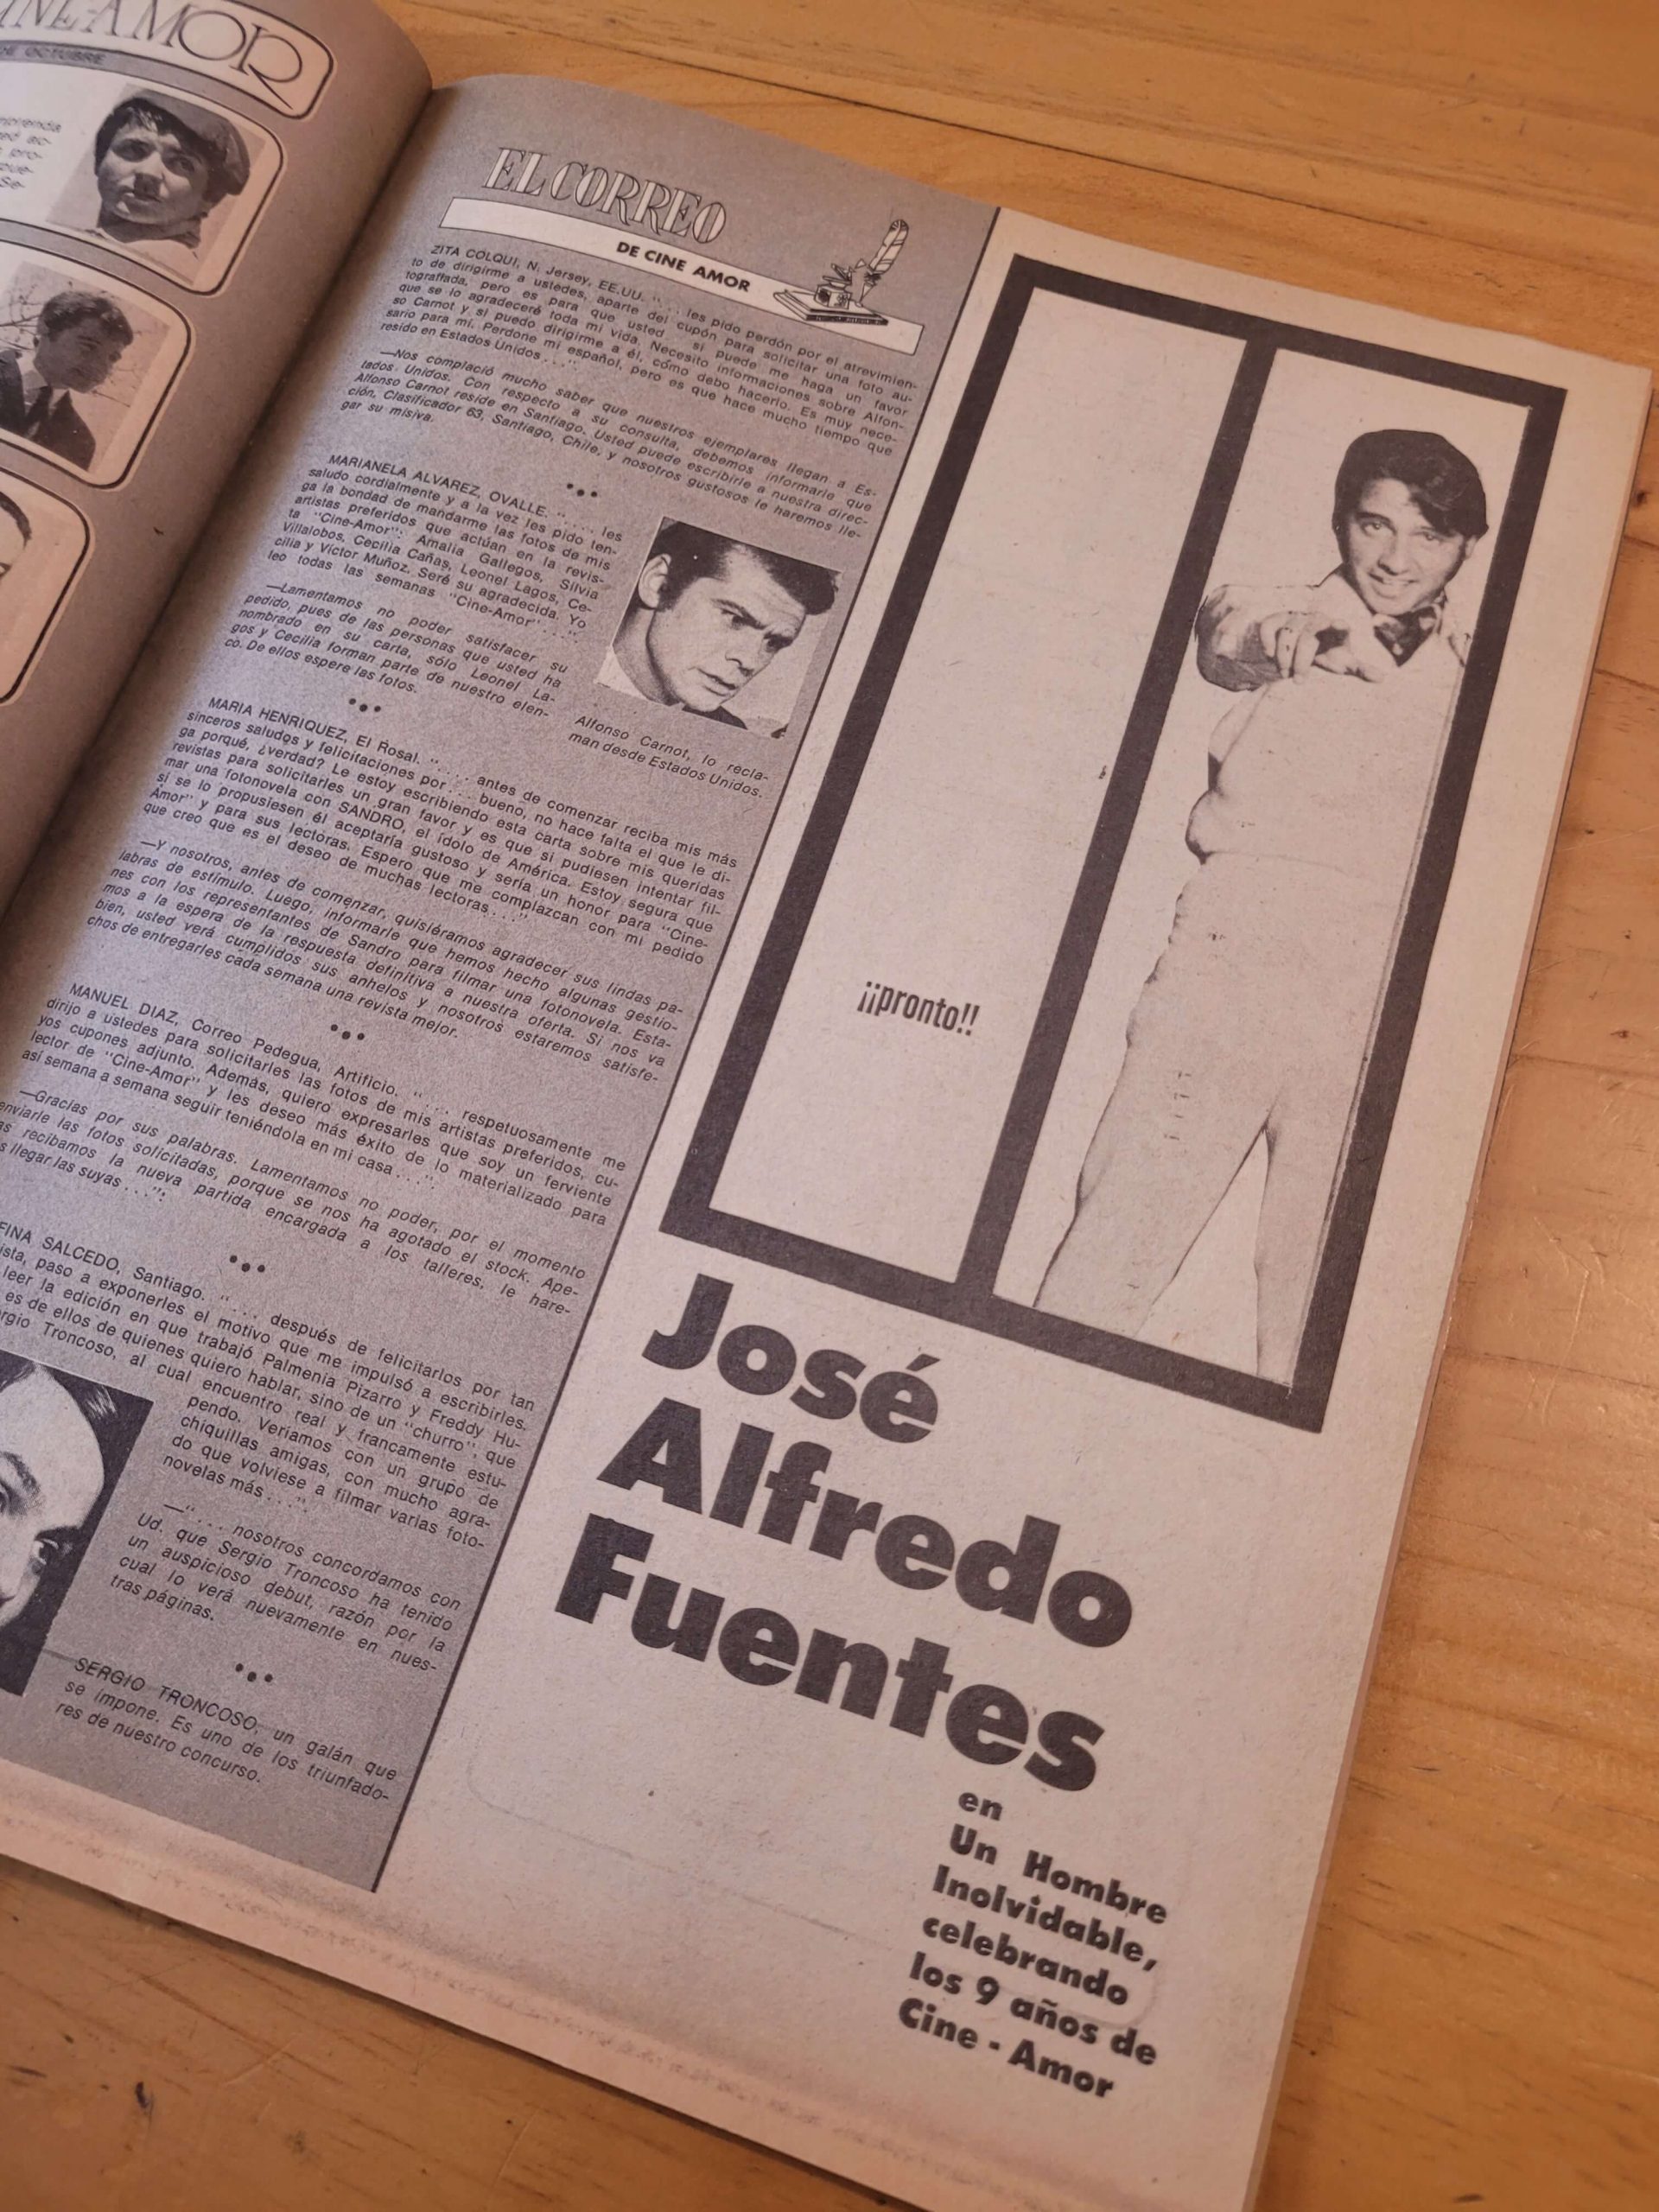 INE-AMOR
DE OCTUBRE
EL CORREO
DE CINE AMOR
ZITA COLQUI, N. Jersey, EE.UU. ". . . les pido perdón por el atrevimien-
to de dirigirme a ustedes, aparte del cupón para solicitar una foto au-
tografiada, pero es para que usted si puede me haga un favor
que se lo agradeceré toda mi vida. Necesito informaciones sobre Alfon-
so Carnot y si puedo dirigirme a él, cómo debo hacerlo. Es muy nece-
sario para mí. Perdone mi español, pero es que hace mucho tiempo que
resido en Estados Unidos . . .".
—Nos complació mucho saber que nuestros ejemplares llegan a Es-
tados Unidos. Con respecto a su consulta, debemos informarle que
Alfonso Carnot reside en Santiago. Usted puede escribirle a nuestra direc-
ción, Clasificador 63, Santiago, Chile, y nosotros gustosos le haremos lle-
gar su misiva.
MARIANELA ALVAREZ, OVALLE. ". . . . les
saludo cordialmente y a la vez les pido ten-
ga la bondad de mandarme las fotos de mis
artistas preferidos que actúan en la revis-
ta "Cine-Amor": Amalia Gallegos, Silvia
Villalobos, Cecilia Cañas, Leonel Lagos, Ce-
cilia y Víctor Muñoz. Seré su agradecida. Yo
leo todas las semanas "Cine-Amor" . . .".
—Lamentamos no poder satisfacer su
pedido, pues de las personas que usted ha
nombrado en su carta, sólo Leonel La-
gos y Cecilia forman parte de nuestro elen-
co. De ellos espere las fotos.
Alfonso Carnot, lo recla-
man desde Estados Unidos.
MARIA HENRIQUEZ, El Rosal. ". . . . antes de comenzar reciba mis más
sinceros saludos y felicitaciones por . . . bueno, no hace falta el que le di-
ga porqué, ¿verdad? Le estoy escribiendo esta carta sobre mis queridas
revistas para solicitarles un gran favor y es que si pudiesen intentar fil-
mar una fotonovela con SANDRO, el ídolo de América. Estoy segura que
si se lo propusiesen él aceptaría gustoso y sería un honor para "Cine-
Amor" y para sus lectoras. Espero que me complazcan con mi pedido
que creo que es el deseo de muchas lectoras . . .".
—Y nosotros, antes de comenzar, quisiéramos agradecer sus lindas pa-
labras de estímulo. Luego, informarle que hemos hecho algunas gestio-
nes con los representantes de Sandro para filmar una fotonovela. Esta-
mos a la espera de la respuesta definitiva a nuestra oferta. Si nos va
bien, usted verá cumplidos sus anhelos y nosotros estaremos satisfe-
chos de entregarles cada semana una revista mejor.
MANUEL DIAZ, Correo Pedegua, Artificio. ". . . . respetuosamente me
dirijo a ustedes para solicitarles las fotos de mis artistas preferidos, cu-
yos cupones adjunto. Además, quiero expresarles que soy un ferviente
lector de "Cine-Amor" y les deseo más éxito de lo materializado para
así semana a semana seguir teniéndola en mi casa . . .".
—Gracias por sus palabras. Lamentamos no poder, por el momento
enviarle las fotos solicitadas, porque se nos ha agotado el stock. Ape-
as recibamos la nueva partida encargada a los talleres, le hare-
s llegar las suyas . . .":
FINA SALCEDO, Santiago. ". . . . después de felicitarlos por tan
ista, paso a exponerles el motivo que me impulsó a escribirles.
leer la edición en que trabajó Palmenia Pizarro y Freddy Hu-
es de ellos de quienes quiero hablar, sino de un "churro", que
rgio Troncoso, al cual encuentro real y francamente estu-
pendo. Veríamos con un grupo de
chiquillas amigas, con mucho agra-
do que volviese a filmar varias foto-
novelas más . . .".
—". . . nosotros concordamos con
Ud. que Sergio Troncoso ha tenido
un auspicioso debut, razón por la
cual lo verá nuevamente en nues-
tras páginas.
SERGIO TRONCOSO, un galán que
se impone. Es uno de los triunfado-
res de nuestro concurso.
¡¡pronto!!
José
Alfredo
Fuentes
en
Un Hombre
Inolvidable,
celebrando
los 9 años de
Cine - Amor